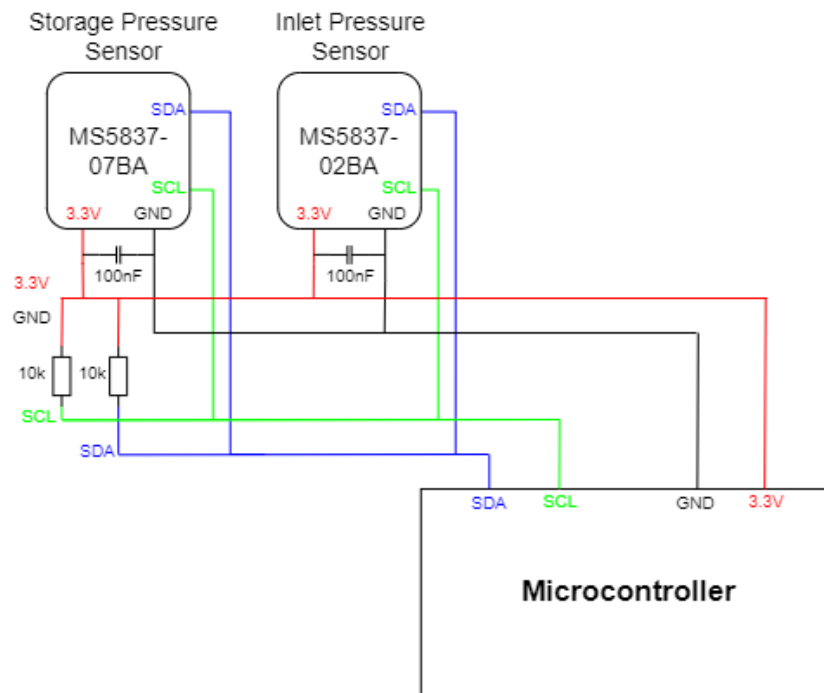 Storage Pressure
Sensor
Inlet Pressure
Sensor
SDA
MS5837-
07BA
SCL
3.3V
GND
SDA
MS5837-
02BA
SCL
3.3V
GND
100nF
100nF
3.3V
GND
10k
10k
SCL
SDA
SDA
SCL
GND
3.3V
Microcontroller